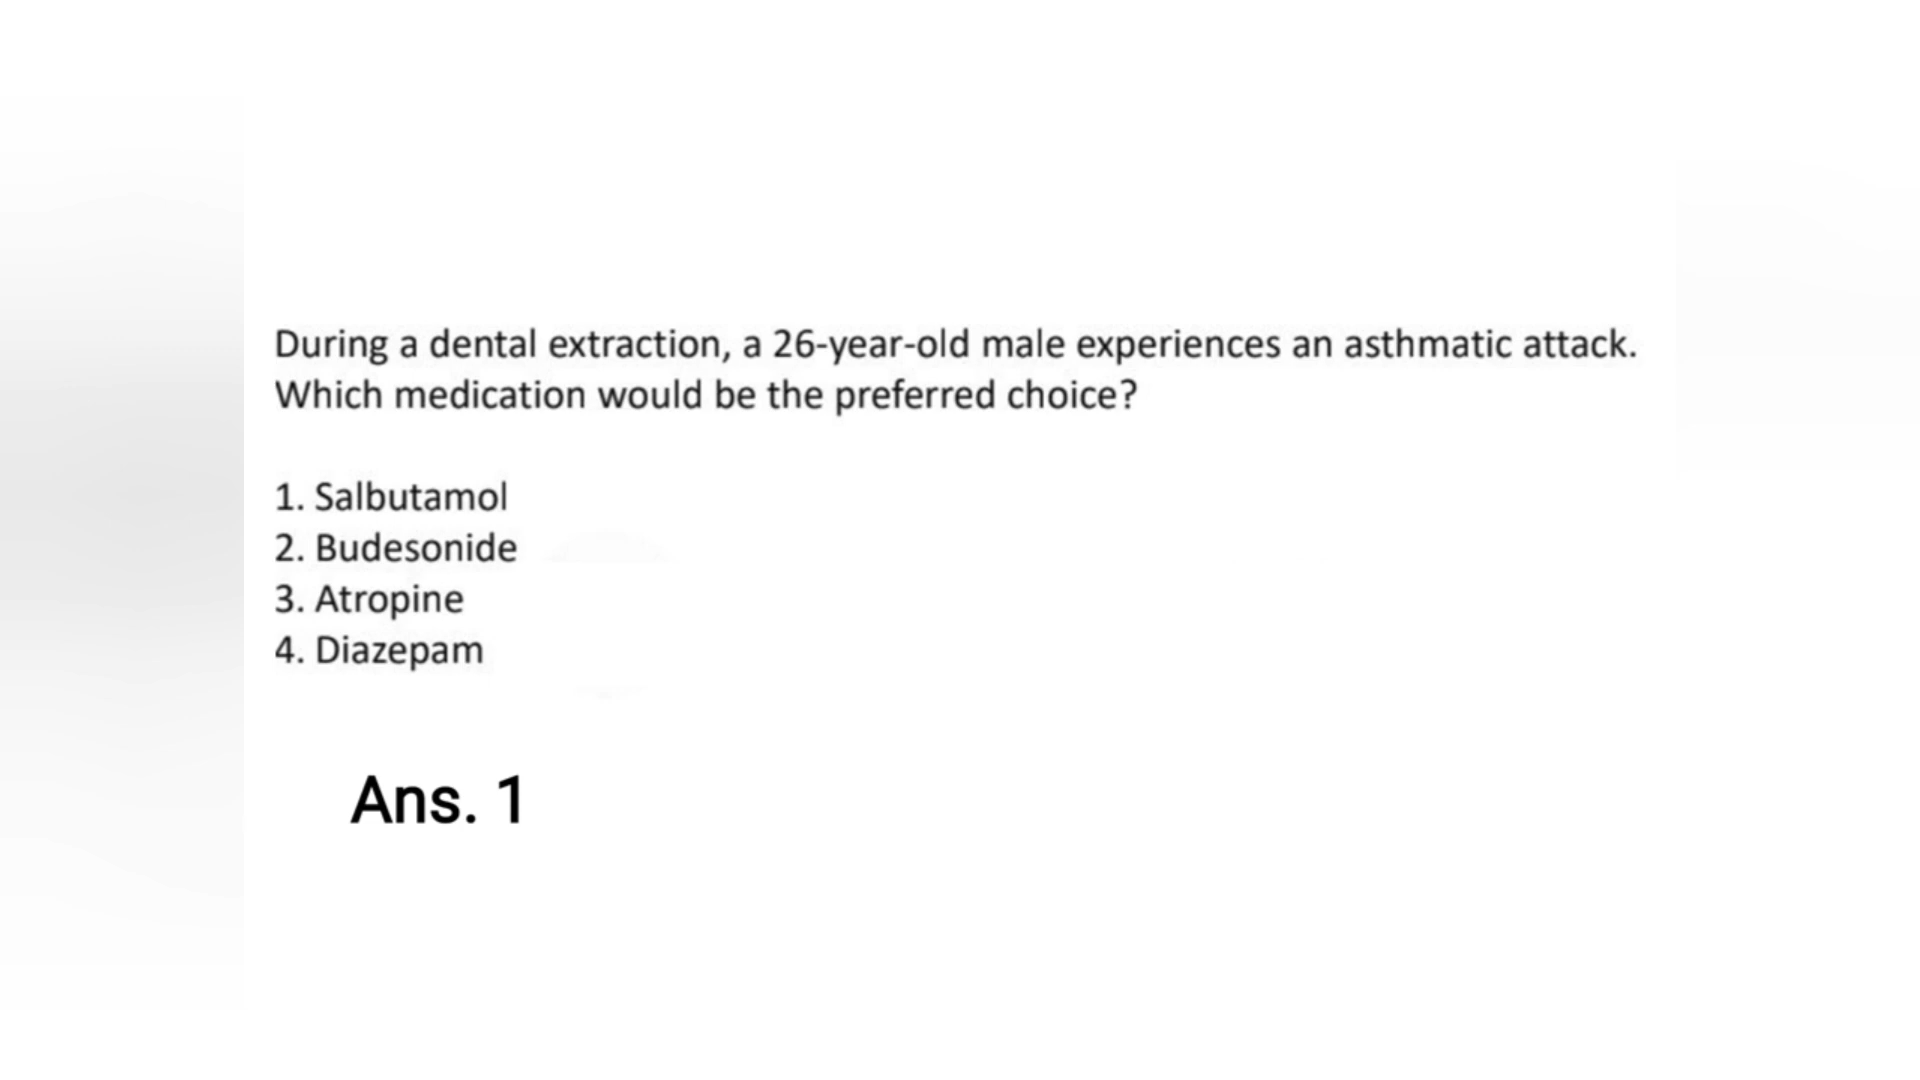 During a dental extraction, a 26-year-old male experiences an asthmatic attack.
Which medication would be the preferred choice?
1. Salbutamol
2. Budesonide
3. Atropine
4. Diazepam
Ans. 1